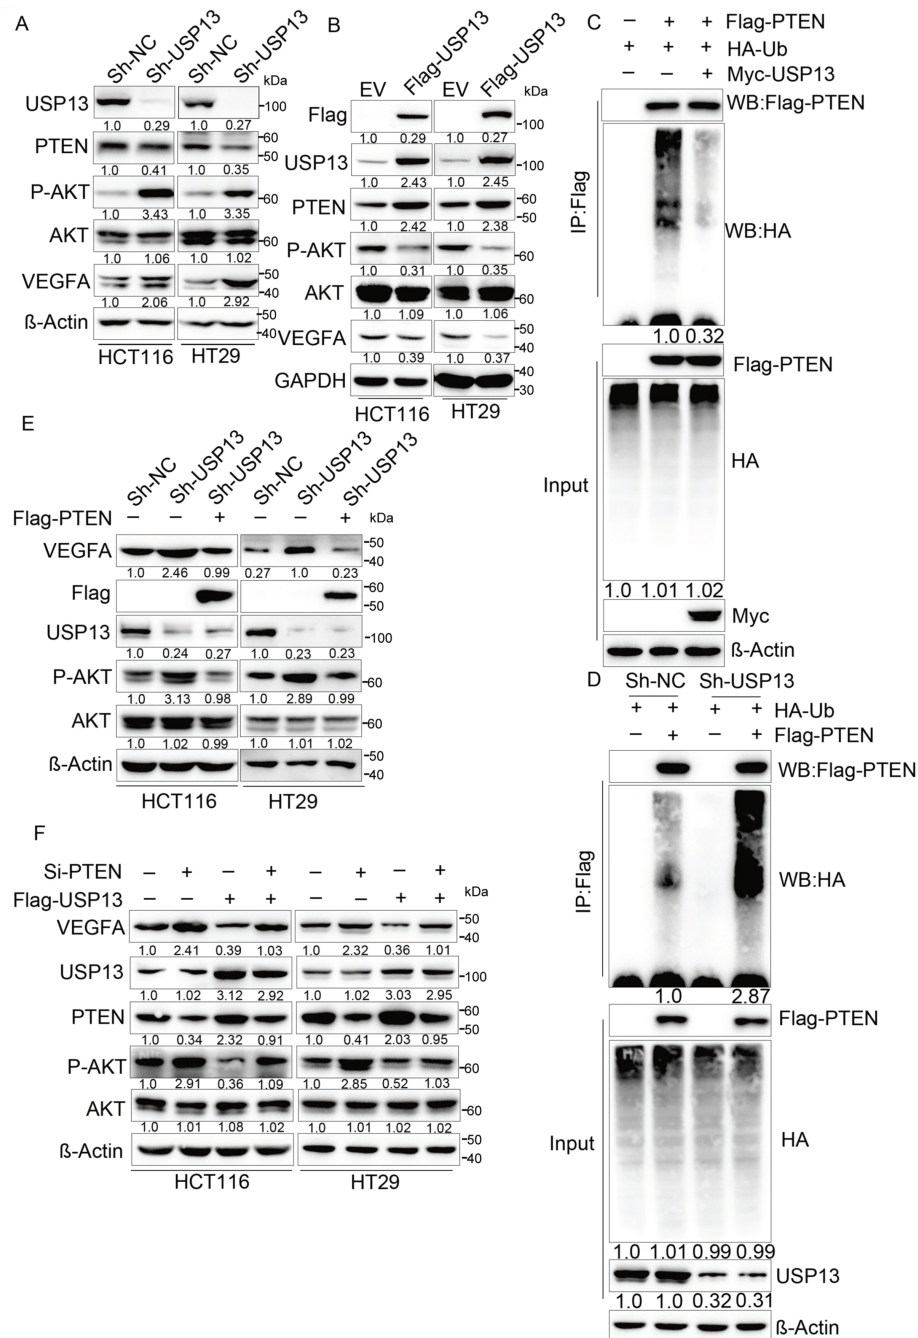 A
Sh-NC Sh-USP13 Sh-NC Sh-USP13
kDa
USP13 -100
1.0 0.29 1.0 0.27
PTEN 60 -50
1.0 0.41 1.0 0.35
P-AKT -60
1.0 3.43 1.0 3.35
AKT -60
1.0 1.06 1.0 1.02
VEGFA -50 -40
1.0 2.06 1.0 2.92
ß-Actin 50 40
HCT116 HT29
B
EV Flag-USP13 EV Flag-USP13
kDa
Flag -100
1.0 0.29 1.0 0.27
USP13 -100
1.0 2.43 1.0 2.45
PTEN 60 50
1.0 2.42 1.0 2.38
P-AKT -60
1.0 0.31 1.0 0.35
AKT -60
1.0 1.09 1.0 1.06
VEGFA 50 -40
1.0 0.39 1.0 0.37
GAPDH 40 30
HCT116 HT29
C
– + + Flag-PTEN
+ + + HA-Ub
– – + Myc-USP13
IP:Flag
WB:Flag-PTEN
WB:HA
1.0 0.32
Input
Flag-PTEN
HA
1.0 1.01 1.02
Myc
ß-Actin
D
Sh-NC Sh-USP13
+ + + + HA-Ub
– + – + Flag-PTEN
IP:Flag
WB:Flag-PTEN
WB:HA
1.0 2.87
Input
Flag-PTEN
HA
1.0 1.01 0.99 0.99
USP13
1.0 1.0 0.32 0.31
ß-Actin
E
Sh-NC Sh-USP13 Sh-USP13 Sh-NC Sh-USP13 Sh-USP13
Flag-PTEN – – + – – + kDa
VEGFA -50 -40
1.0 2.46 0.99 0.27 1.0 0.23
Flag 60 50
USP13 -100
1.0 0.24 0.27 1.0 0.23 0.23
P-AKT -60
1.0 3.13 0.98 1.0 2.89 0.99
AKT -60
1.0 1.02 0.99 1.0 1.01 1.02
ß-Actin -50 -40
HCT116 HT29
F
Si-PTEN – + – + – + – +
Flag-USP13 – – + + – – + +
kDa
VEGFA -50 -40
1.0 2.41 0.39 1.03 1.0 2.32 0.36 1.01
USP13 -100
1.0 1.02 3.12 2.92 1.0 1.02 3.03 2.95
PTEN 60 50
1.0 0.34 2.32 0.91 1.0 0.41 2.03 0.95
P-AKT -60
1.0 2.91 0.36 1.09 1.0 2.85 0.52 1.03
AKT -60
1.0 1.01 1.08 1.02 1.0 1.01 1.02 1.02
ß-Actin -50 -40
HCT116 HT29